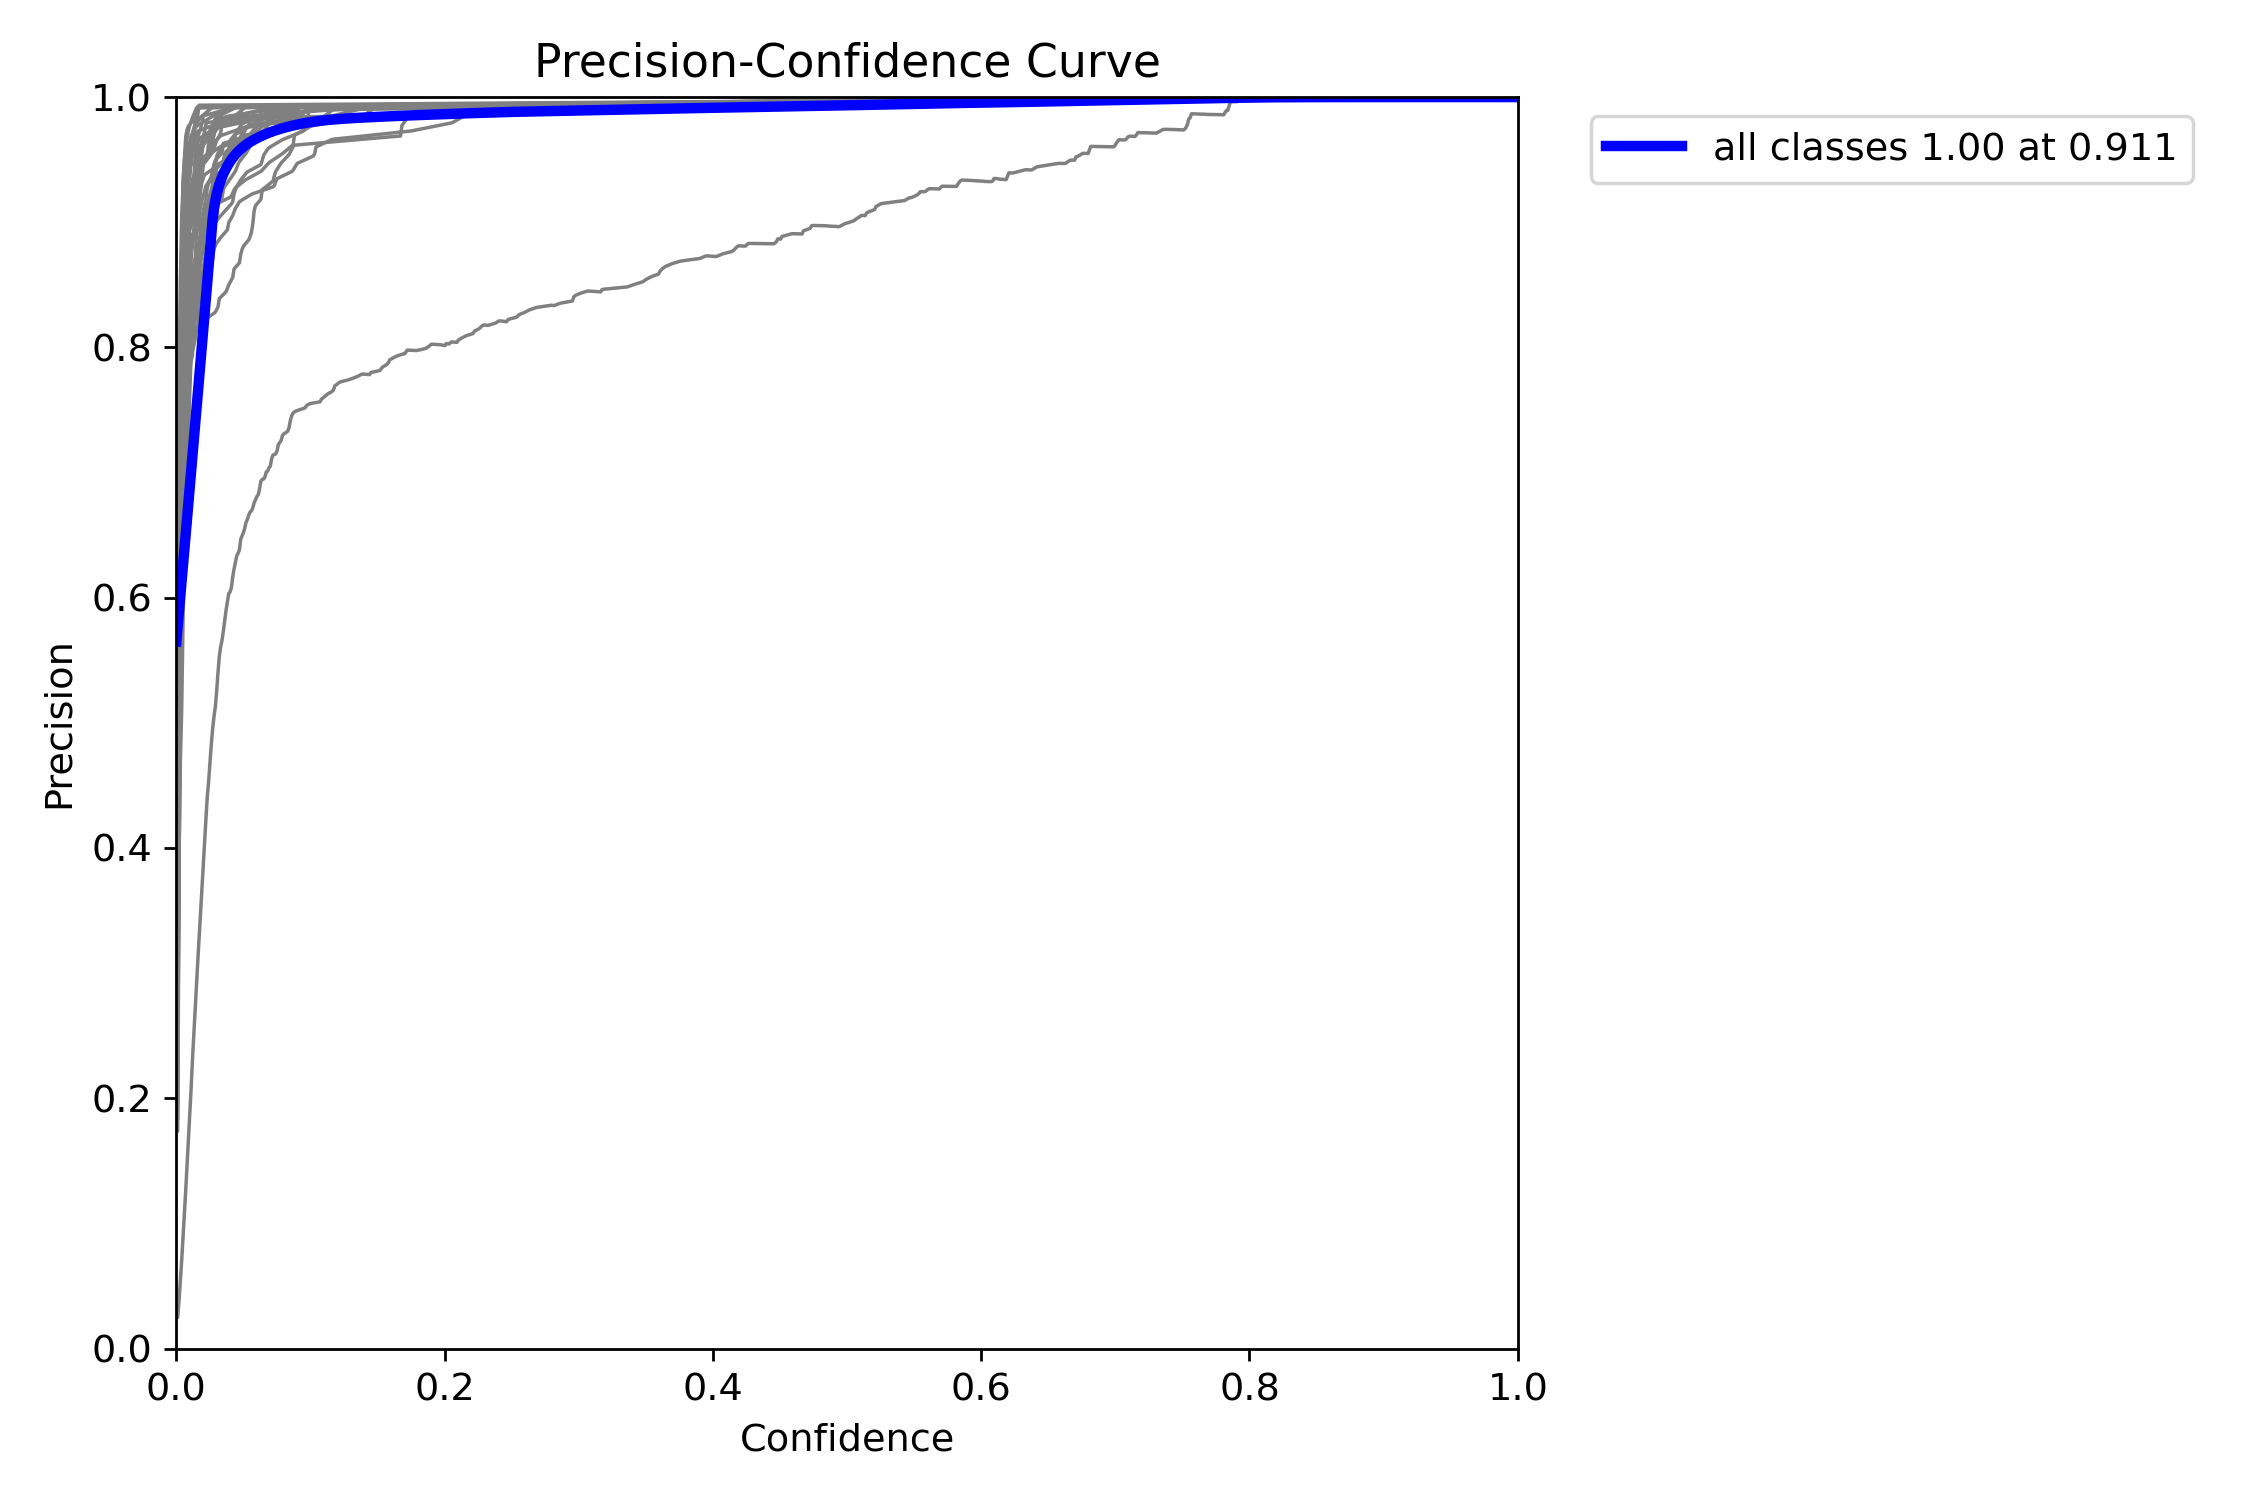 Precision-Confidence Curve
all classes 1.00 at 0.911
1.0
0.8
0.6
0.4
0.2
0.0
Precision
0.0 0.2 0.4 0.6 0.8 1.0
Confidence